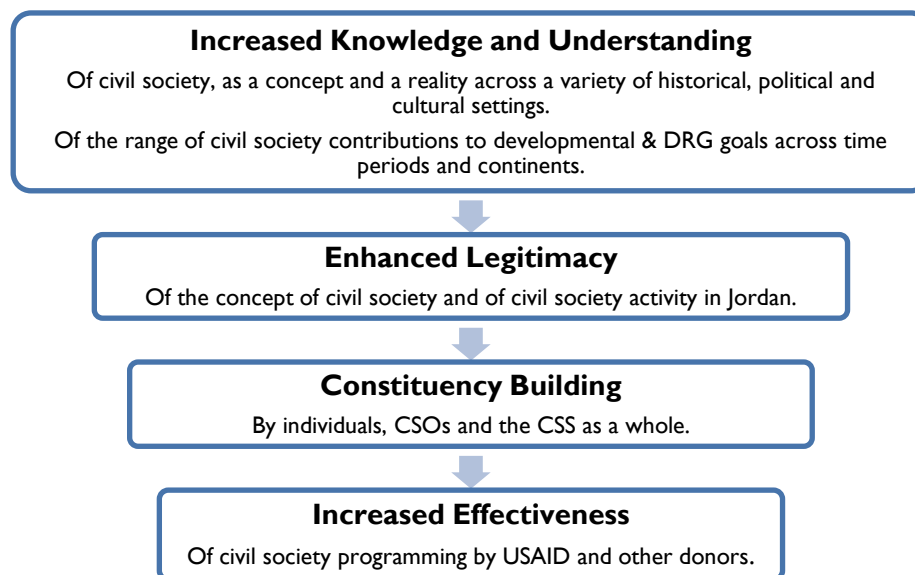 Increased Knowledge and Understanding
Of civil society, as a concept and a reality across a variety of historical, political and
cultural settings.
Of the range of civil society contributions to developmental & DRG goals across time
periods and continents.
Enhanced Legitimacy
Of the concept of civil society and of civil society activity in Jordan.
Constituency Building
By individuals, CSOs and the CSS as a whole.
Increased Effectiveness
Of civil society programming by USAID and other donors.